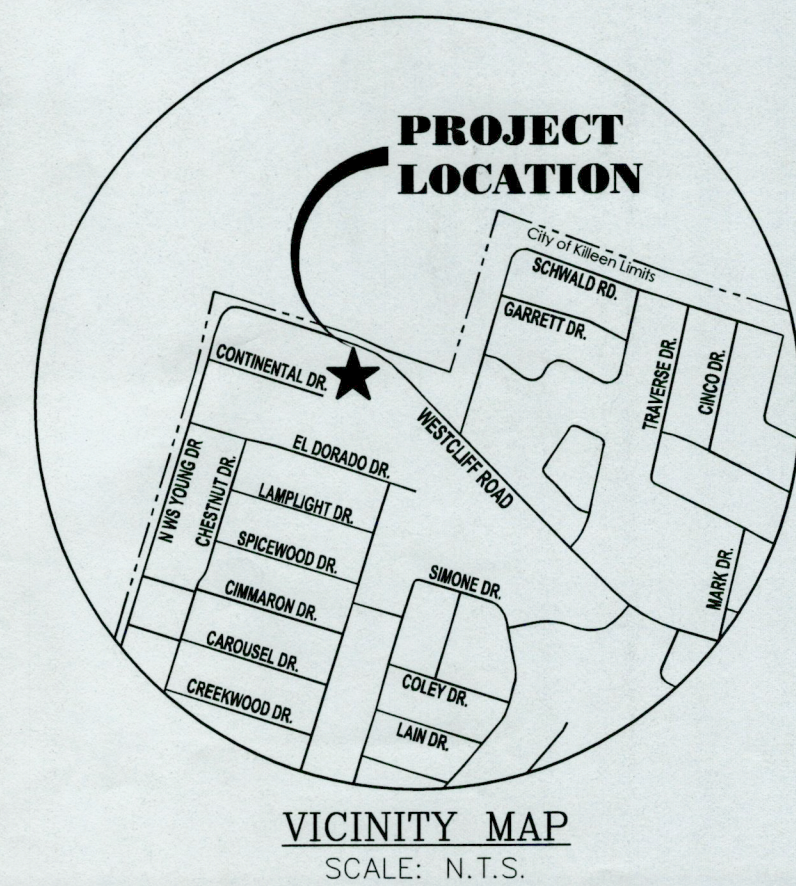 PROJECT
LOCATION
City of Killeen Limits
SCHWALD RD.
GARRETT DR.
CONTINENTAL DR.
TRAVERSE DR.
CINCO DR.
WESTCLIFF ROAD
EL DORADO DR.
N WS YOUNG DR
CHESTNUT DR.
LAMPLIGHT DR.
SPICEWOOD DR.
SIMONE DR.
MARK DR.
CIMMARON DR.
CAROUSEL DR.
COLEY DR.
CREEKWOOD DR.
LAIN DR.
VICINITY MAP
SCALE: N.T.S.